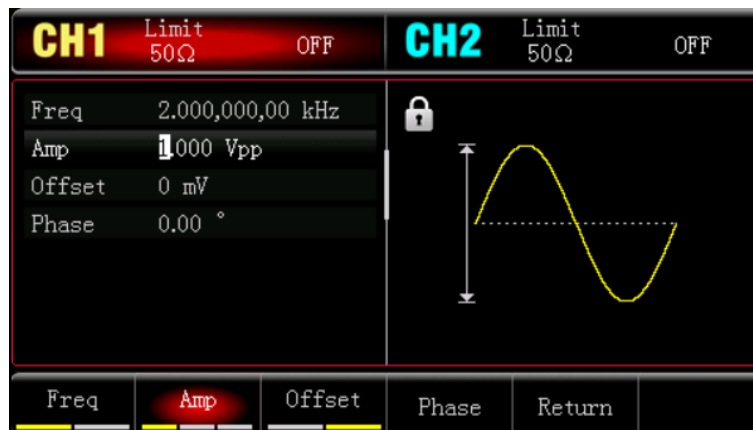 CH1 Limit 50Ω OFF CH2 Limit 50Ω OFF
Freq 2.000,000,00 kHz
Amp 1.000 Vpp
Offset 0 mV
Phase 0.00 °
Freq Amp Offset Phase Return